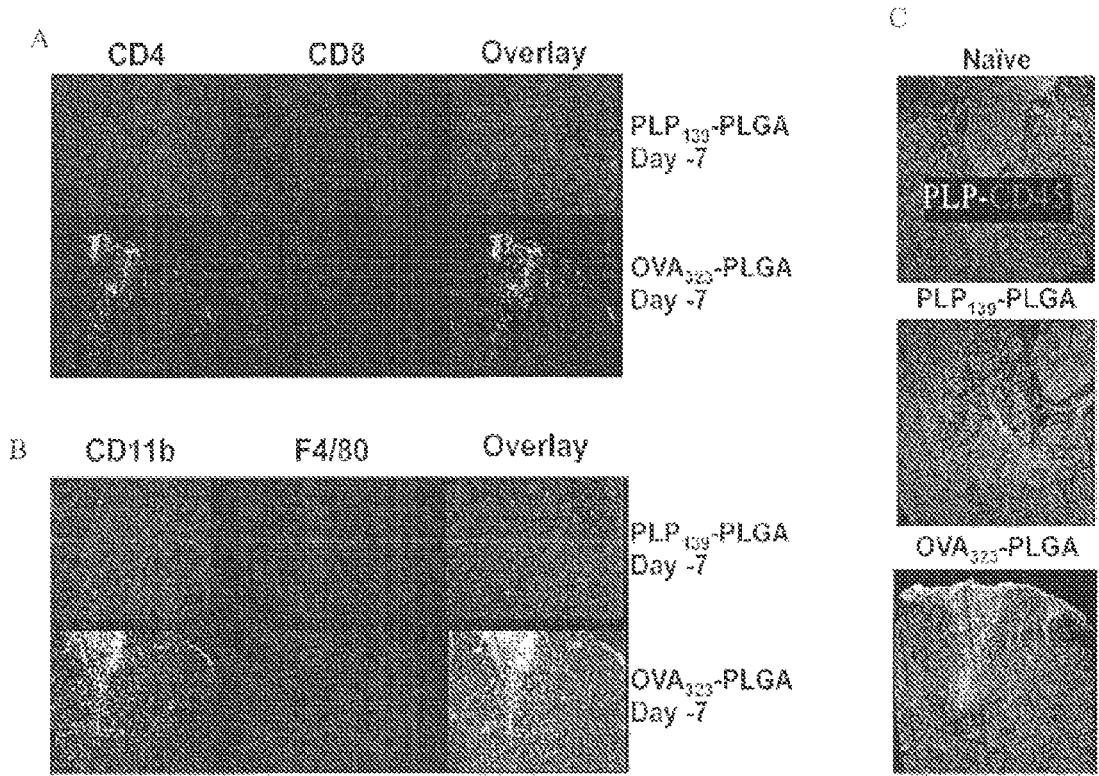 A
CD4 CD8 Overlay
PLP139-PLGA
Day -7
OVA323-PLGA
Day -7
B
CD11b F4/80 Overlay
PLP139-PLGA
Day -7
OVA323-PLGA
Day -7
C
Naïve
PLP-CD45
PLP139-PLGA
OVA323-PLGA